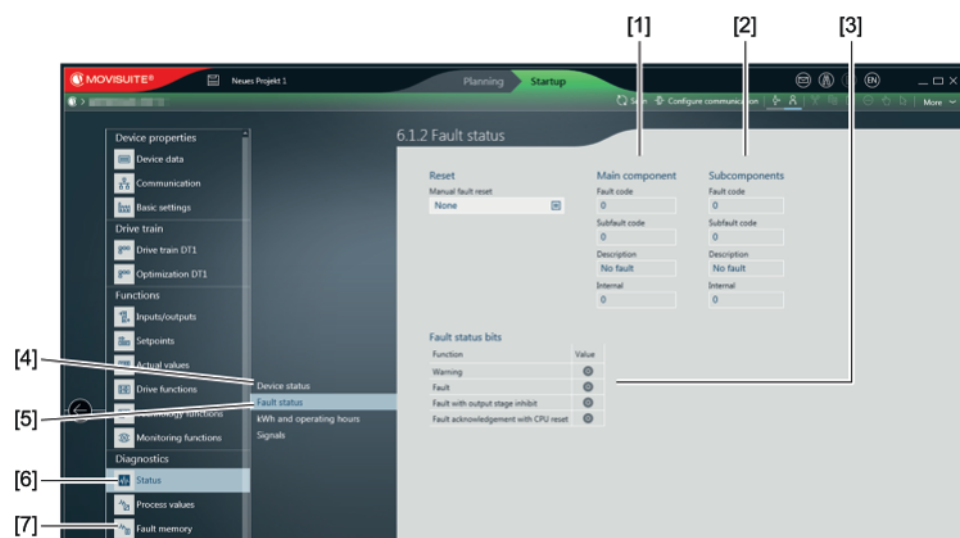 [1] [2] [3]
MOVISUITE® Neues Projekt 1 Planning Startup EN
Configure communication More
6.1.2 Fault status
Device properties
Device data
Communication
Basic settings
Drive train
Drive train DT1
Optimization DT1
Functions
Inputs/outputs
Setpoints
Actual values
Drive functions
functions
Monitoring functions
Diagnostics
Status
Process values
Fault memory
[4]
[5]
[6]
[7]
Device status
Fault status
kWh and operating hours
Signals
Reset
Manual fault reset
None
Main component
Fault code
0
Subfault code
0
Description
No fault
Internal
0
Subcomponents
Fault code
0
Subfault code
0
Description
No fault
Internal
0
Fault status bits
Function Value
Warning
Fault
Fault with output stage inhibit
Fault acknowledgement with CPU reset